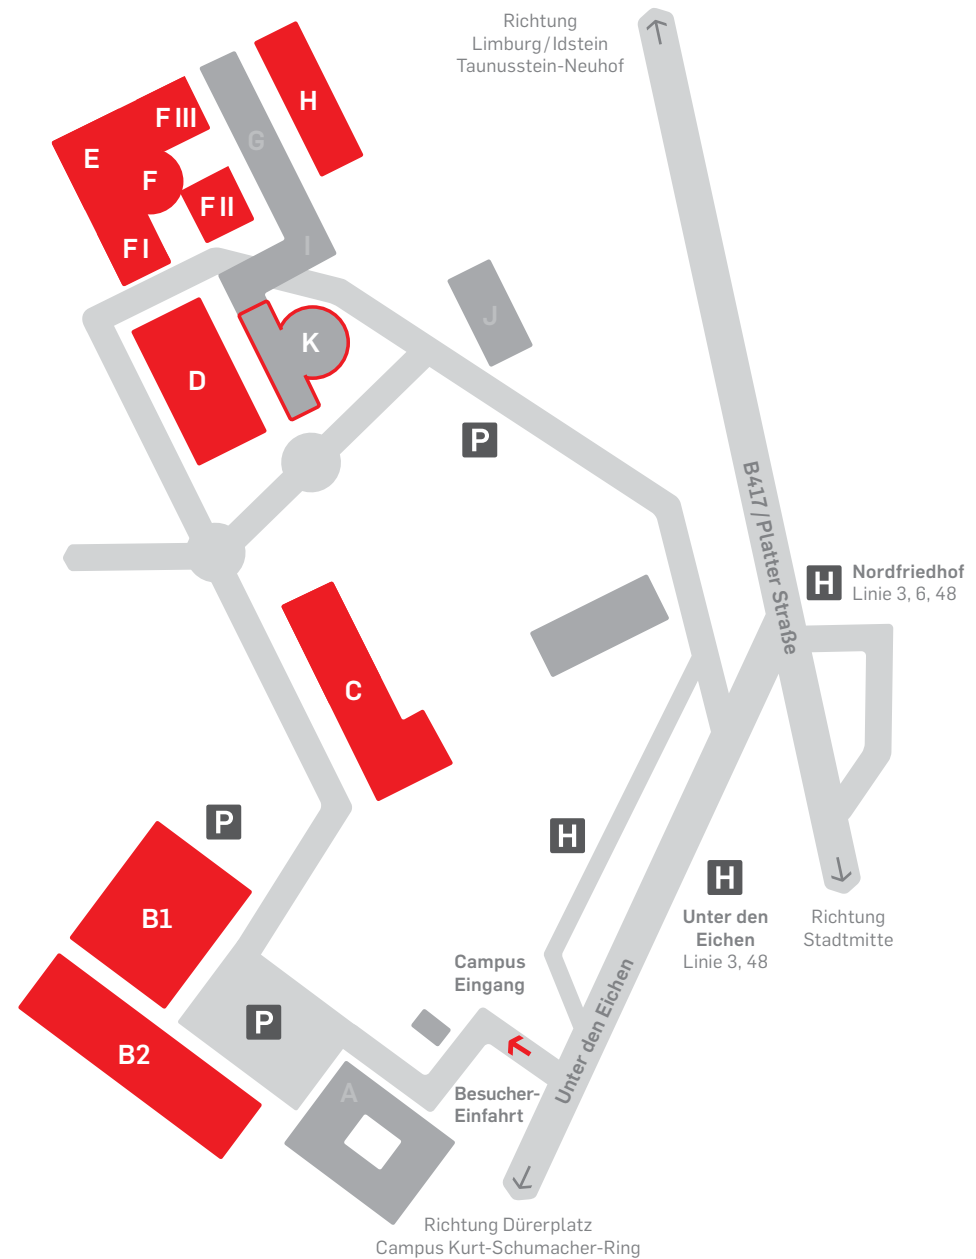 Richtung
Limburg/Idstein
Taunusstein-Neuhof
H
G
F III
E
F
F II
F I
I
J
K
D
P
B417/Platter Straße
H
Nordfriedhof
Linie 3, 6, 48
C
P
H
H
Unter den
Eichen
Linie 3, 48
Richtung
Stadtmitte
B1
Campus
Eingang
Unter den Eichen
P
B2
A
Besucher-
Einfahrt
Richtung Dürerplatz
Campus Kurt-Schumacher-Ring